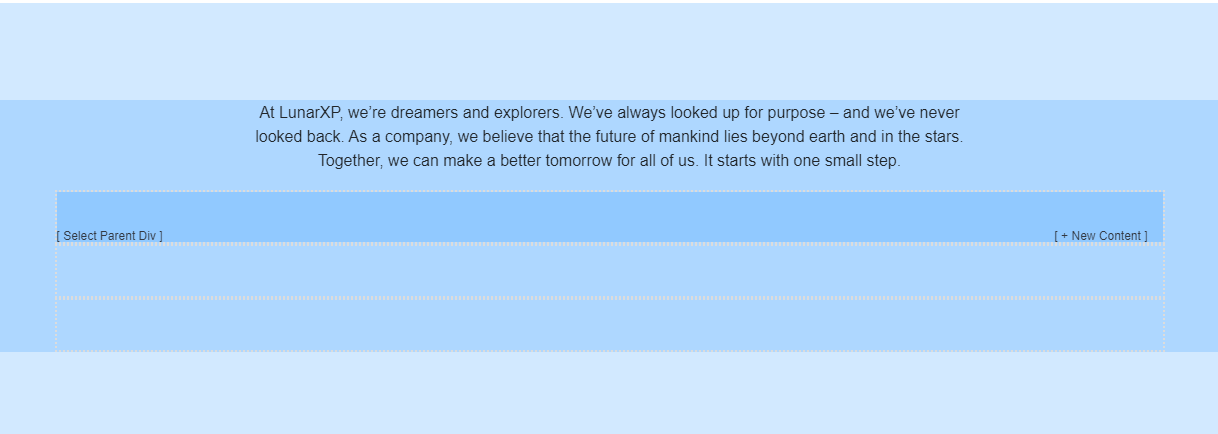 At LunarXP, we’re dreamers and explorers. We’ve always looked up for purpose – and we’ve never
looked back. As a company, we believe that the future of mankind lies beyond earth and in the stars.
Together, we can make a better tomorrow for all of us. It starts with one small step.
[ Select Parent Div ]
[ + New Content ]